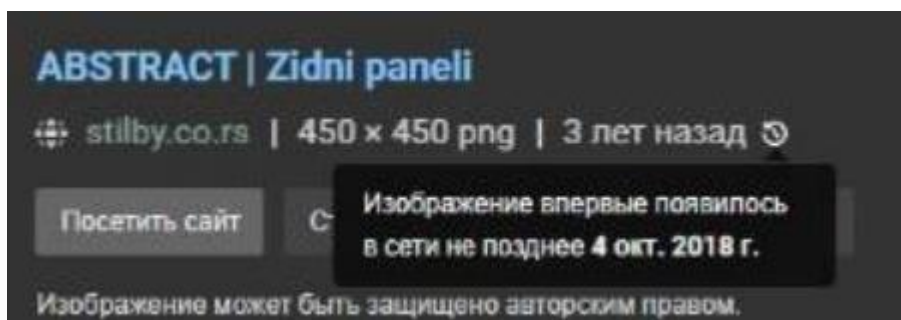 ABSTRACT | Zidni paneli
stilby.co.rs | 450 × 450 png | 3 лет назад
Посетить сайт
С
Изображение впервые появилось
в сети не позднее 4 окт. 2018 г.
Изображение может быть защищено авторским правом.